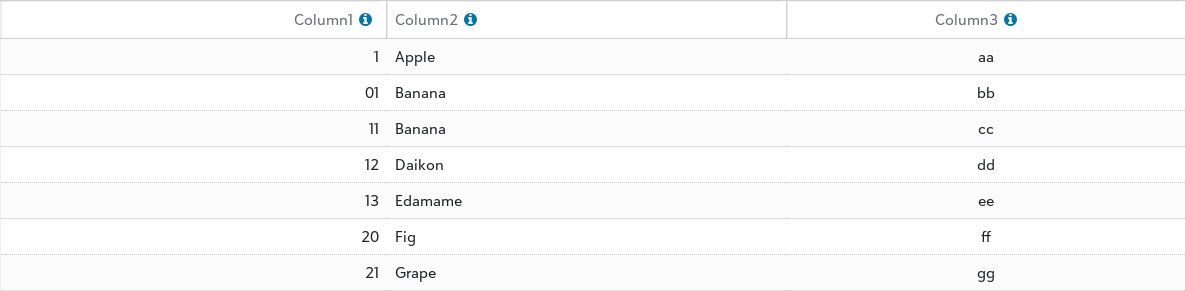 Column1 Column2 Column3
1 Apple aa
01 Banana bb
11 Banana cc
12 Daikon dd
13 Edamame ee
20 Fig ff
21 Grape gg